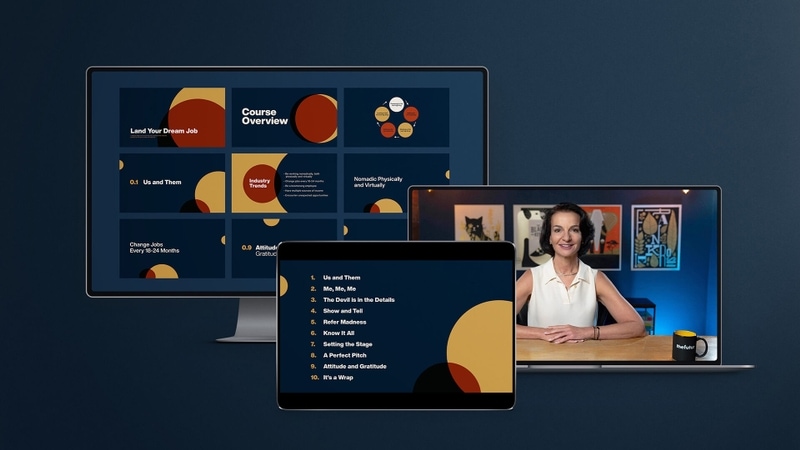 Land Your Dream Job
Course
Overview
0.1 Us and Them
Industry
Trends
Nomadic Physically
and Virtually
Change Jobs
Every 18-24 Months
0.9 Attitude
Gratitud
1. Us and Them
2. Me, Me, Me
3. The Devil is in the Details
4. Show and Tell
5. Refer Madness
6. Know It All
7. Setting the Stage
8. A Perfect Pitch
9. Attitude and Gratitude
10. It's a Wrap
thefutur